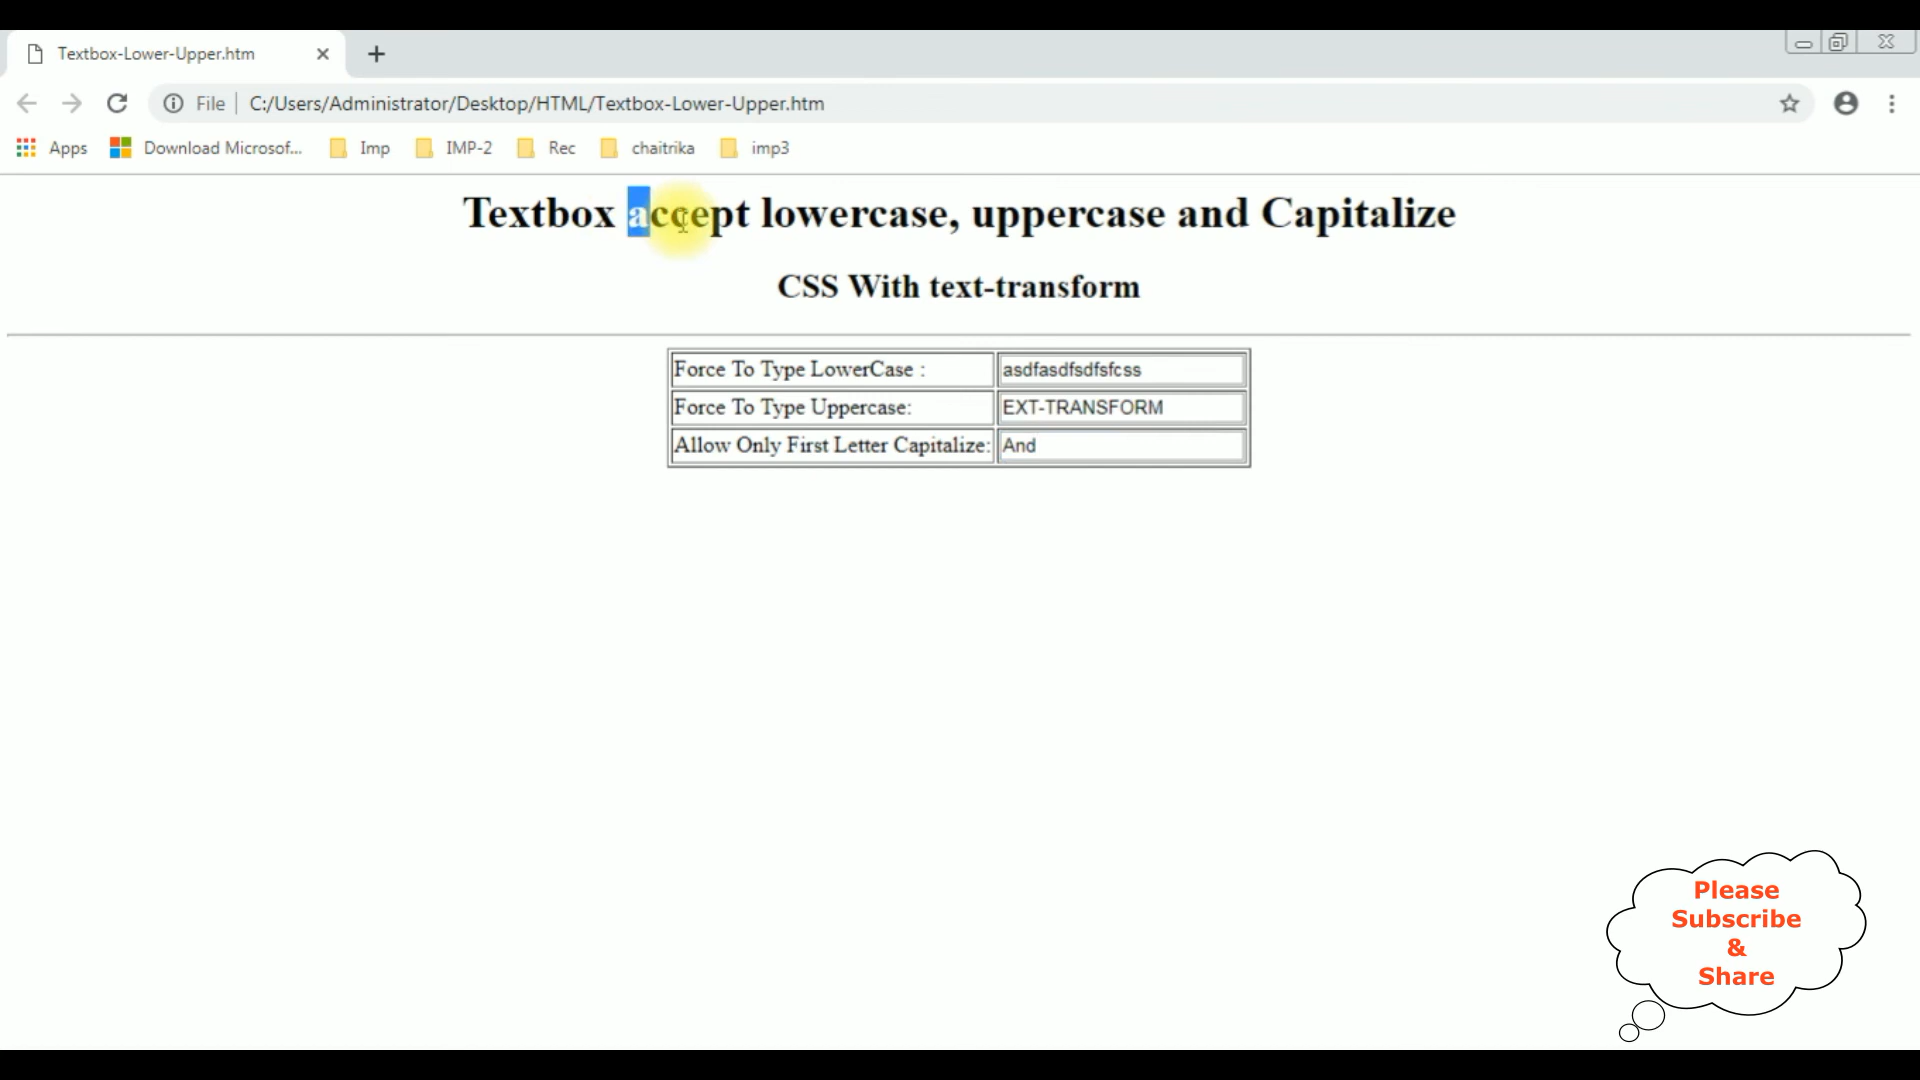 Textbox-Lower-Upper.htm
File | C:/Users/Administrator/Desktop/HTML/Textbox-Lower-Upper.htm
Apps Download Microsof... Imp IMP-2 Rec chaitrika imp3
Textbox accept lowercase, uppercase and Capitalize
CSS With text-transform
Force To Type LowerCase : asdfasdfsdfsfcss
Force To Type Uppercase: EXT-TRANSFORM
Allow Only First Letter Capitalize: And
Please
Subscribe
&
Share